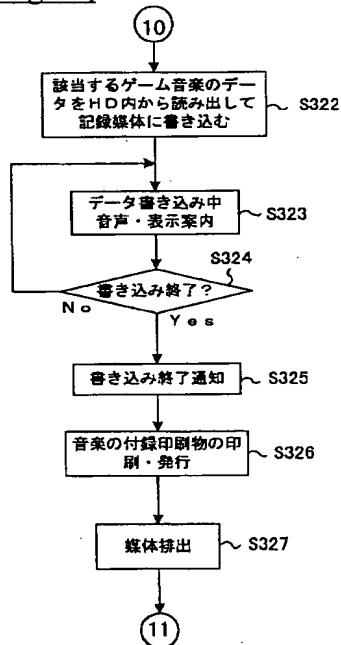 10
該当するゲーム音楽のデー
タをHD内から読み出して
記録媒体に書き込む
S322
データ書き込み中
音声・表示案内
S323
S324
書き込み終了?
No
Yes
書き込み終了通知
S325
音楽の付録印刷物の印
刷・発行
S326
媒体排出
S327
11